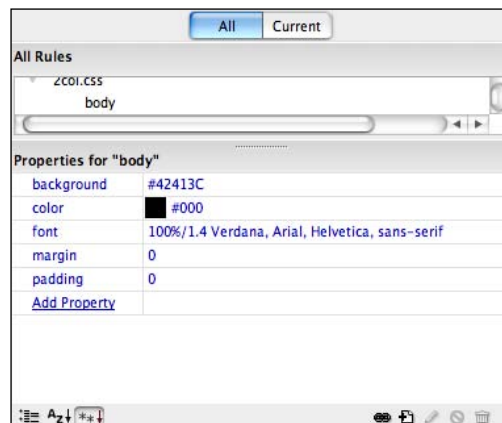 All Current
All Rules
2col.css
body
Properties for "body"
background #42413C
color #000
font 100%/1.4 Verdana, Arial, Helvetica, sans-serif
margin 0
padding 0
Add Property
Az↓ **↓